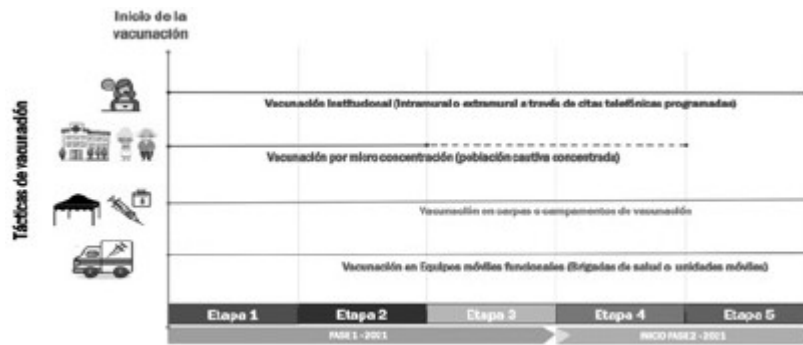 Inicio de la
vacunación
Tácticas de vacunación
Vacunación Institucional (Intramural o extramural a través de citas telefónicas programadas)
Vacunación por micro concentración (población cautiva concentrada)
Vacunación en carpas o campamentos de vacunación
Vacunación en Equipos móviles funcionales (Brigadas de salud o unidades móviles)
Etapa 1 Etapa 2 Etapa 3 Etapa 4 Etapa 5
FASE 1 - 2021 INICIO FASE 2 - 2021